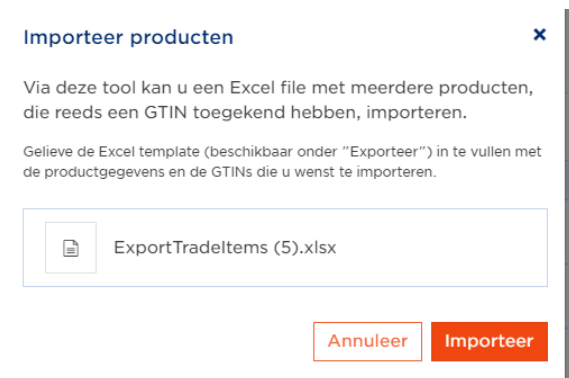 Importeer producten
Via deze tool kan u een Excel file met meerdere producten,
die reeds een GTIN toegekend hebben, importeren.
Gelieve de Excel template (beschikbaar onder "Exporteer") in te vullen met
de productgegevens en de GTINs die u wenst te importeren.
ExportTradeItems (5).xlsx
Annuleer Importeer